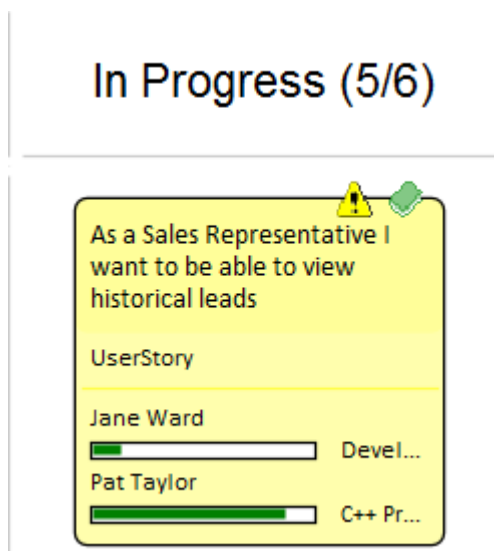 In Progress (5/6)
As a Sales Representative I
want to be able to view
historical leads
UserStory
Jane Ward
Devel...
Pat Taylor
C++ Pr...